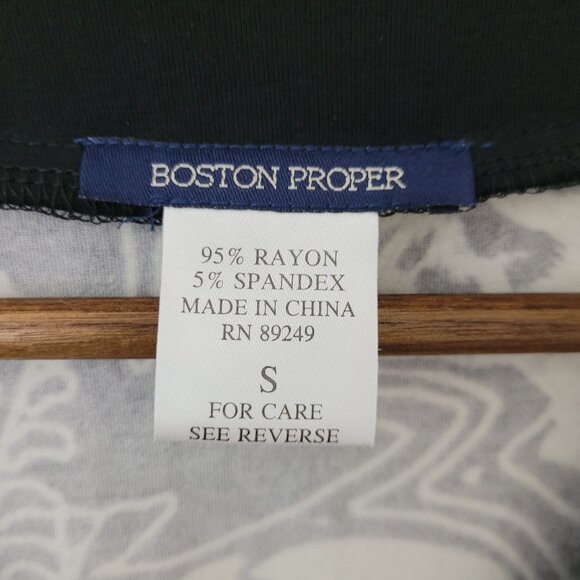 BOSTON PROPER
95% RAYON
5% SPANDEX
MADE IN CHINA
RN 89249
S
FOR CARE
SEE REVERSE